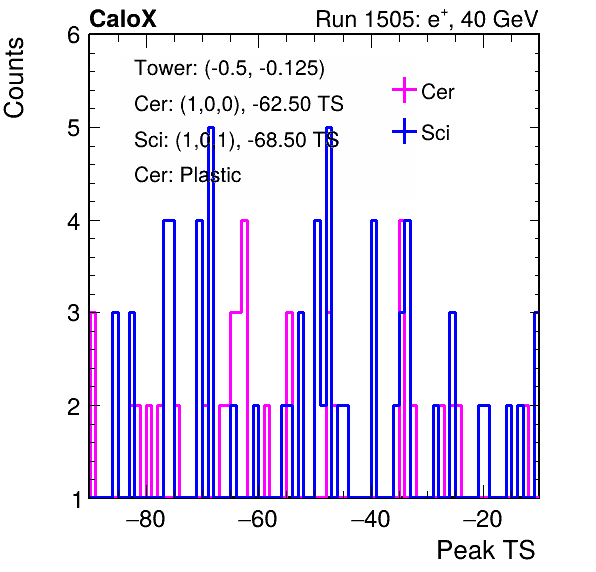 CaloX Run 1505: e+, 40 GeV
Counts
6
5
4
3
2
1
Tower: (-0.5, -0.125)
Cer: (1,0,0), -62.50 TS
Sci: (1,0,1), -68.50 TS
Cer: Plastic
Cer
Sci
−80 −60 −40 −20
Peak TS